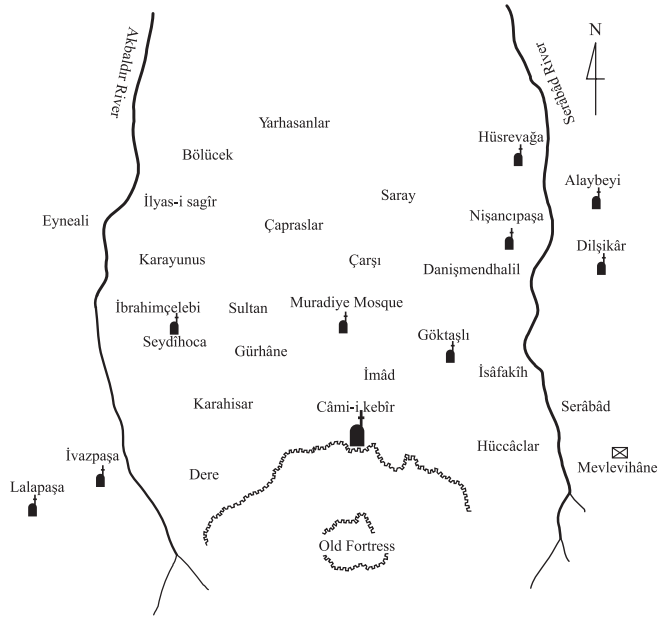 Akbaldır River
Serâbâd River
N
Yarhasanlar
Hüsrevağa
Bölücek
Alaybeyi
Saray
İlyas-i sagîr
Eyneali
Nişancıpaşa
Çapraslar
Dilşikâr
Karayunus
Çarşı
Danişmendhalil
İbrahimçelebi
Sultan
Muradiye Mosque
Göktaşlı
Seydîhoca
Gürhâne
İmâd
İsâfakîh
Karahisar
Câmi-i kebîr
Serâbâd
Hüccâclar
İvazpaşa
Mevlevihâne
Dere
Lalapaşa
Old Fortress